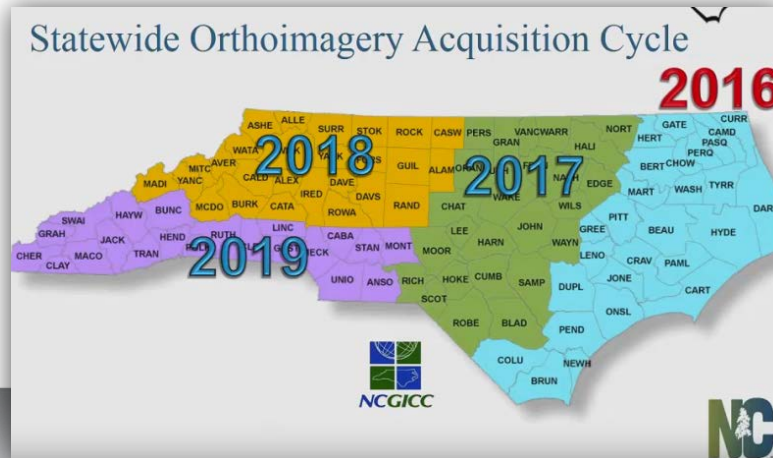 Statewide Orthoimagery Acquisition Cycle
2016
2018
2017
2019
ASHE ALLE SURR STOK ROCK CASW PERS VANC WARR NORT
GATE CURR
HERT CAMD
PASQ
PERQ
GRAN HALI
WATA
BERT CHOW
MITC AVER
GUIL ALAM
MADI YANC CALD ALEX DAVE NASH EDGE
MART WASH TYRR
IRED DAVS WAKE
MCDO BURK CATA ROWA RAND CHAT WILS
DAR
SWAI HAYW BUNC
PITT
GRAH JACK HEND RUTH LINC CABA STAN MONT LEE JOHN GREE BEAU HYDE
MOOR HARN WAYN
CHER CLAY MACO TRAN LENO CRAV PAML
UNIO ANSO RICH HOKE CUMB SAMP DUPL JONE CART
SCOT ONSL
ROBE BLAD PEND
COLU NEWH
BRUN
NCGICC
NC